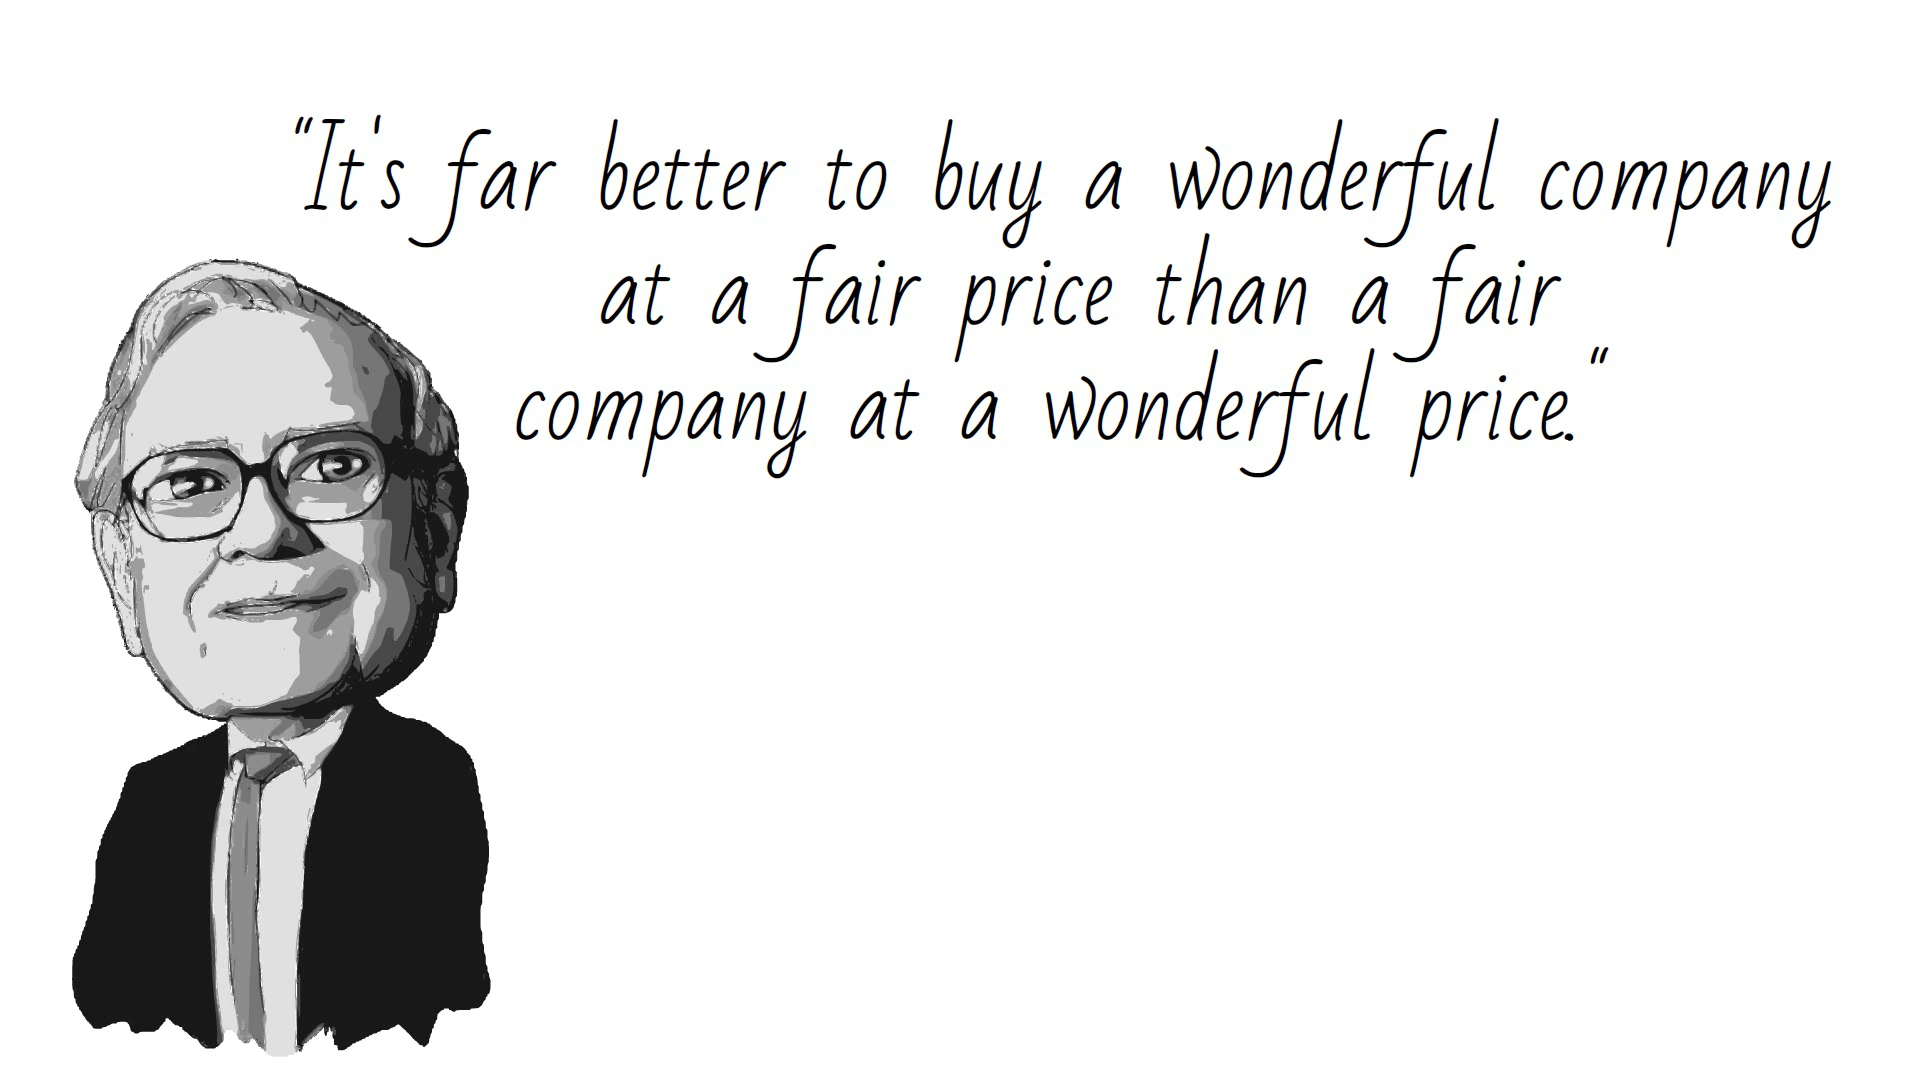 “It's far better to buy a wonderful company
at a fair price than a fair
company at a wonderful price.“